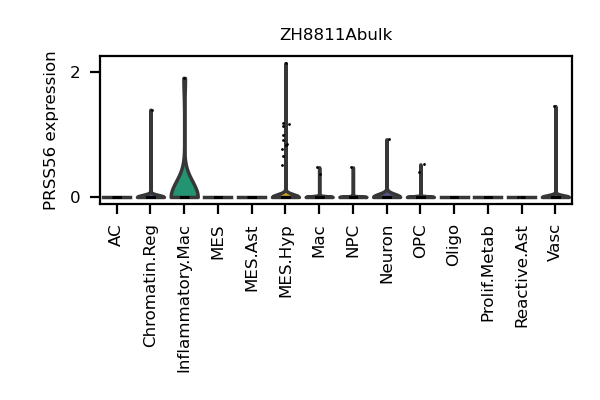 ZH8811Abulk
PRSS56 expression
2
0
AC
Chromatin.Reg
Inflammatory.Mac
MES
MES.Ast
MES.Hyp
Mac
NPC
Neuron
OPC
Oligo
Prolif.Metab
Reactive.Ast
Vasc